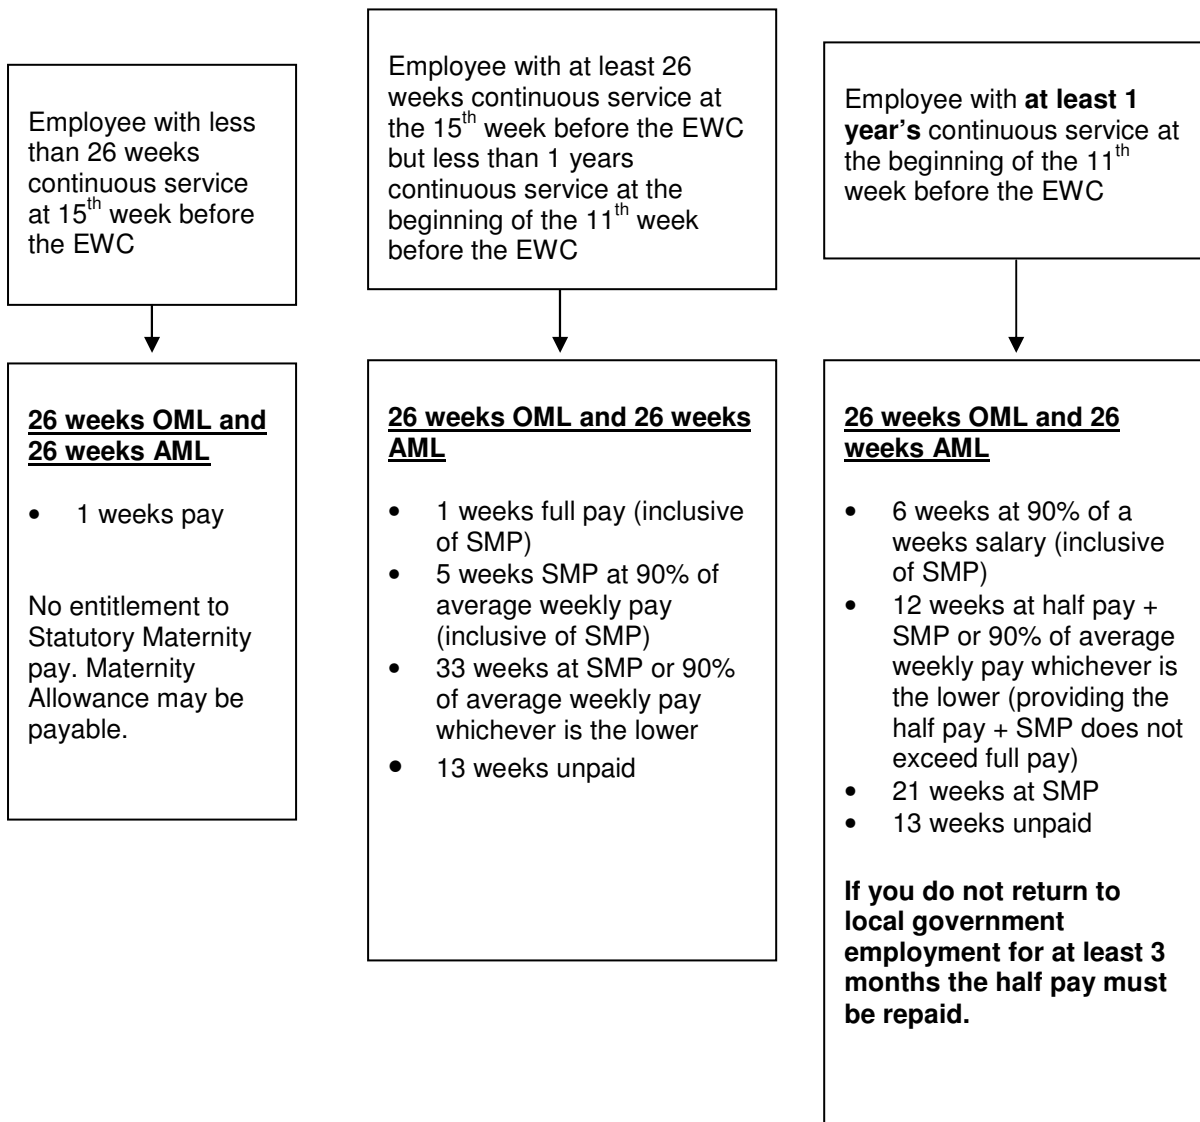 Employee with less
than 26 weeks
continuous service
at 15th week before
the EWC
Employee with at least 26
weeks continuous service at
the 15th week before the EWC
but less than 1 years
continuous service at the
beginning of the 11th week
before the EWC
Employee with at least 1
year's continuous service at
the beginning of the 11th
week before the EWC
26 weeks OML and
26 weeks AML
• 1 weeks pay
No entitlement to
Statutory Maternity
pay. Maternity
Allowance may be
payable.
26 weeks OML and 26 weeks
AML
• 1 weeks full pay (inclusive
of SMP)
• 5 weeks SMP at 90% of
average weekly pay
(inclusive of SMP)
• 33 weeks at SMP or 90%
of average weekly pay
whichever is the lower
• 13 weeks unpaid
26 weeks OML and 26
weeks AML
• 6 weeks at 90% of a
weeks salary (inclusive
of SMP)
• 12 weeks at half pay +
SMP or 90% of average
weekly pay whichever is
the lower (providing the
half pay + SMP does not
exceed full pay)
• 21 weeks at SMP
• 13 weeks unpaid
If you do not return to
local government
employment for at least 3
months the half pay must
be repaid.